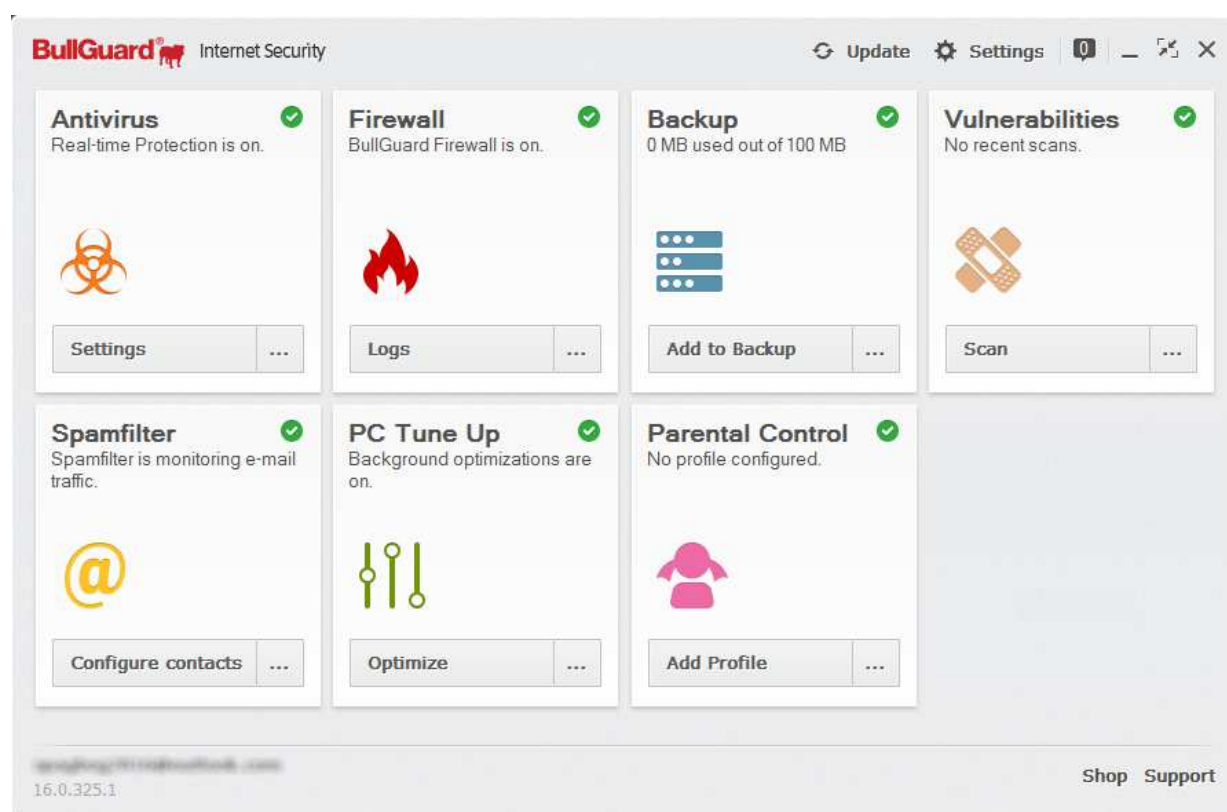 BullGuard® Internet Security
Update Settings 0
Antivirus
Real-time Protection is on.
Settings ...
Firewall
BullGuard Firewall is on.
Logs ...
Backup
0 MB used out of 100 MB
Add to Backup ...
Vulnerabilities
No recent scans.
Scan ...
Spamfilter
Spamfilter is monitoring e-mail
traffic.
Configure contacts ...
PC Tune Up
Background optimizations are
on.
Optimize ...
Parental Control
No profile configured.
Add Profile ...
16.0.325.1
Shop Support